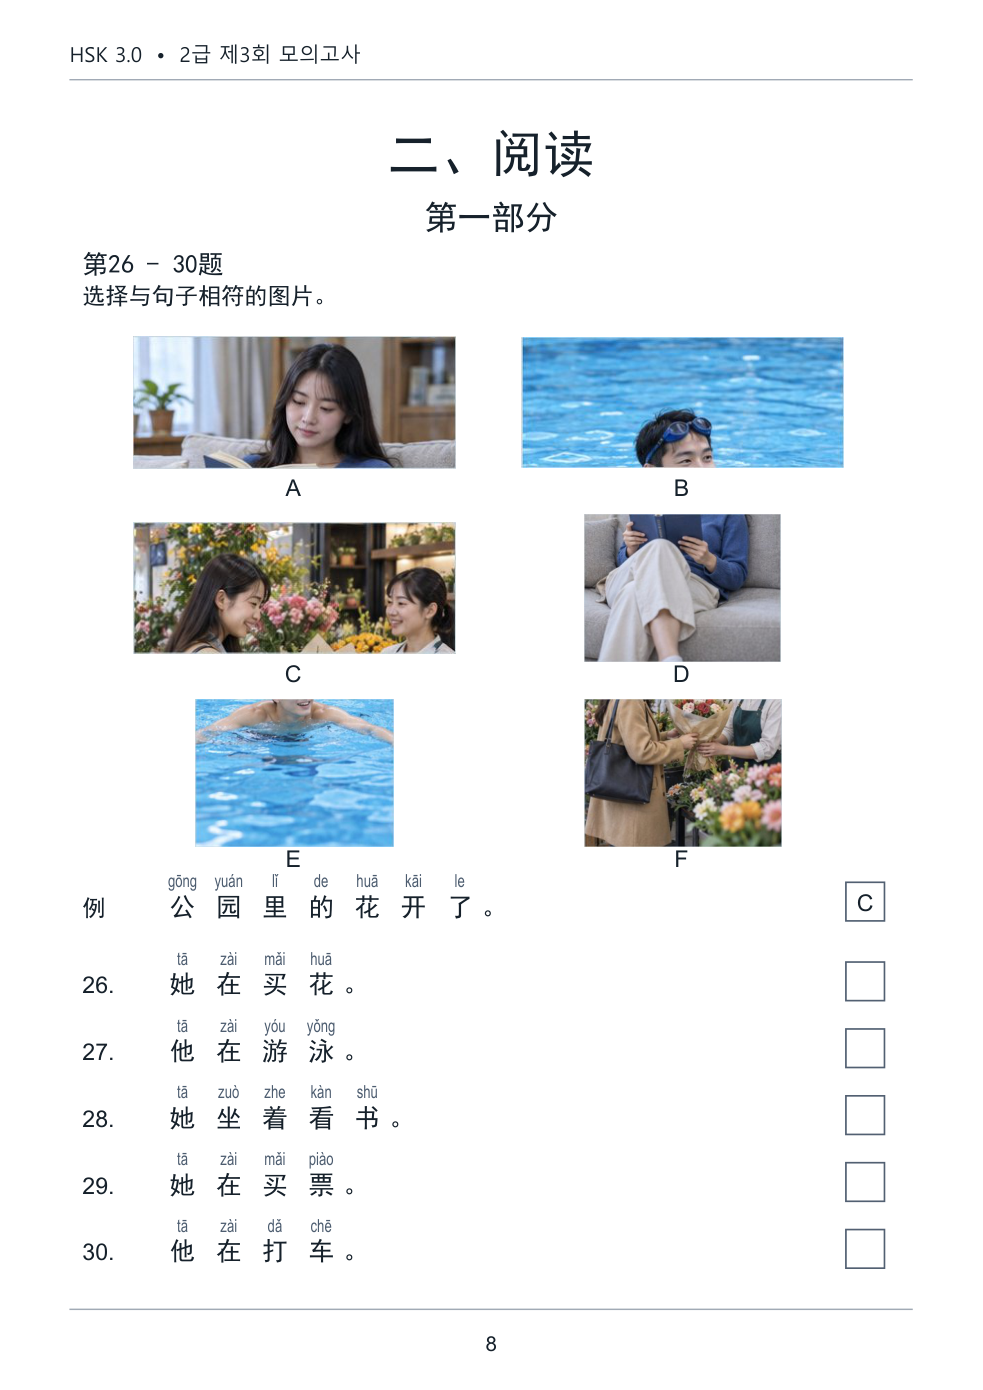 HSK 3.0 • 2급 제3회 모의고사
二、阅读
第一部分
第26 － 30题
选择与句子相符的图片。
A
B
C
D
E
F
gōng yuán lǐ de huā kāi le
例 公 园 里 的 花 开 了 。 C
tā zài mǎi huā
26. 她 在 买 花 。
tā zài yóu yǒng
27. 他 在 游 泳 。
tā zuò zhe kàn shū
28. 她 坐 着 看 书 。
tā zài mǎi piào
29. 她 在 买 票 。
tā zài dǎ chē
30. 他 在 打 车 。
8